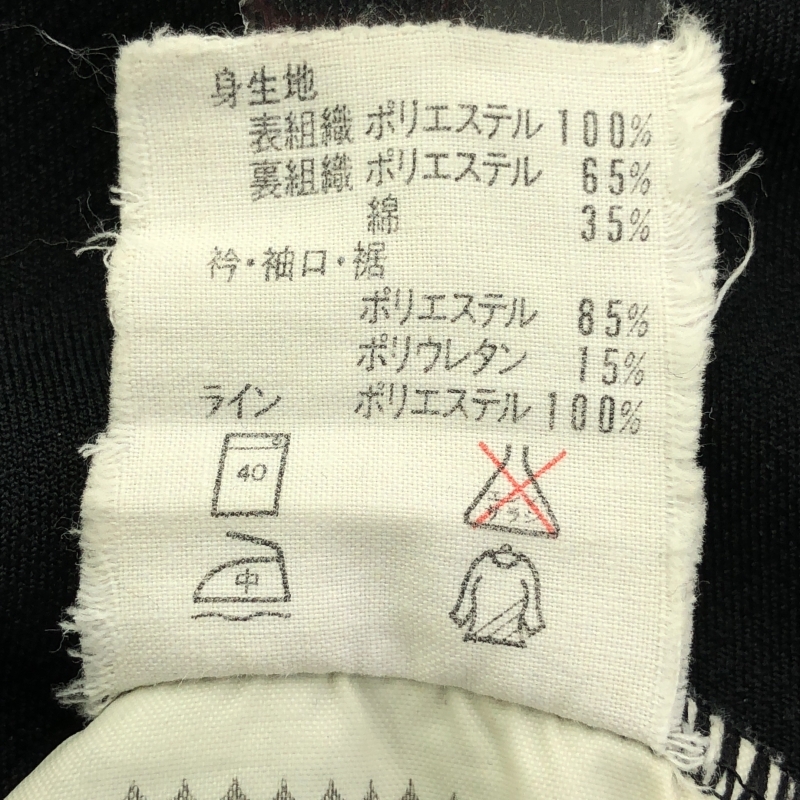 身生地
表組織 ポリエステル 100%
裏組織 ポリエステル 65%
綿 35%
衿・袖口・裾
ポリエステル 85%
ポリウレタン 15%
ライン ポリエステル 100%
40
中